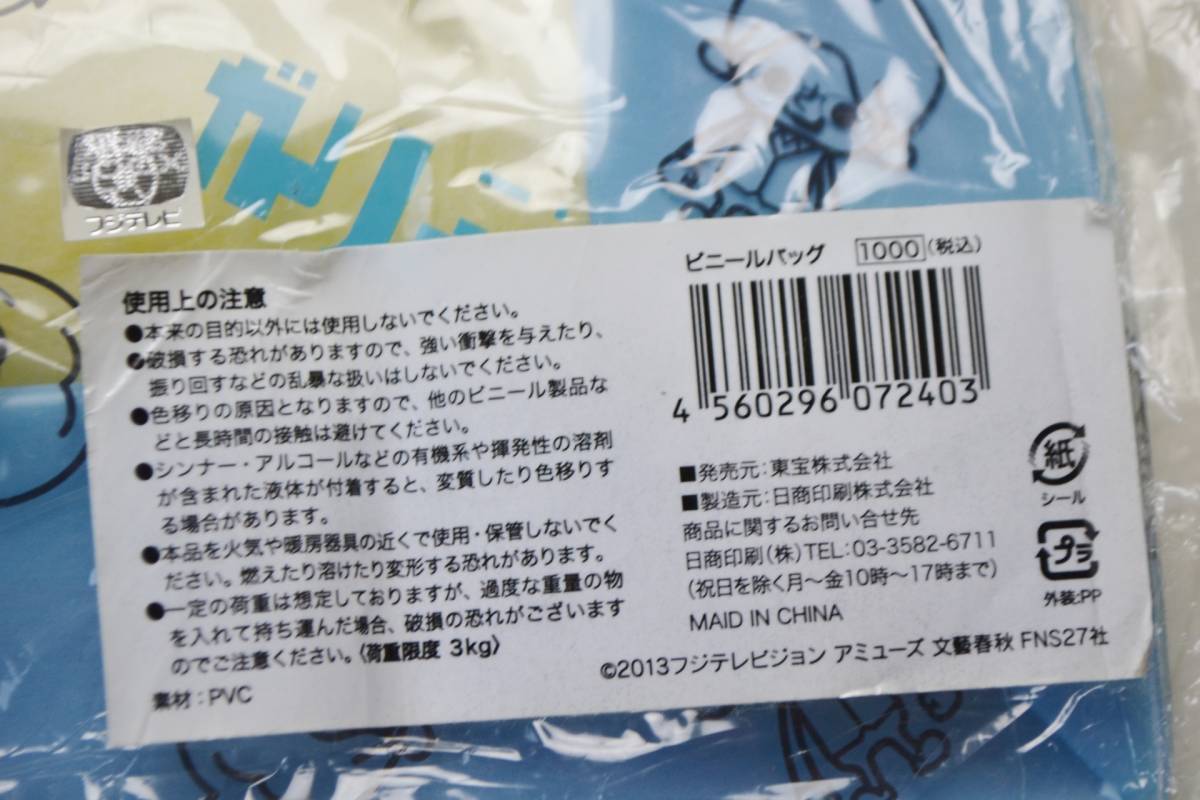 ガリ
フジテレビ
使用上の注意
●本来の目的以外には使用しないでください。
●破損する恐れがありますので、強い衝撃を与えたり、
振り回すなどの乱暴な扱いはしないでください。
●色移りの原因となりますので、他のビニール製品な
どと長時間の接触は避けてください。
●シンナー・アルコールなどの有機系や揮発性の溶剤
が含まれた液体が付着すると、変質したり色移りす
る場合があります。
●本品を火気や暖房器具の近くで使用・保管しないでく
ださい。燃えたり溶けたり変形する恐れがあります。
●一定の荷重は想定しておりますが、過度な重量の物
を入れて持ち運んだ場合、破損の恐れがございます
のでご注意ください。〈荷重限度 3kg〉
素材：PVC
ビニールバッグ 1000(税込)
4 560296 072403
■発売元：東宝株式会社
■製造元：日商印刷株式会社
商品に関するお問い合せ先
日商印刷(株)TEL：03-3582-6711
(祝日を除く月〜金10時〜17時まで)
MAID IN CHINA
©2013フジテレビジョン アミューズ 文藝春秋 FNS27社
紙
シール
プラ
外装:PP